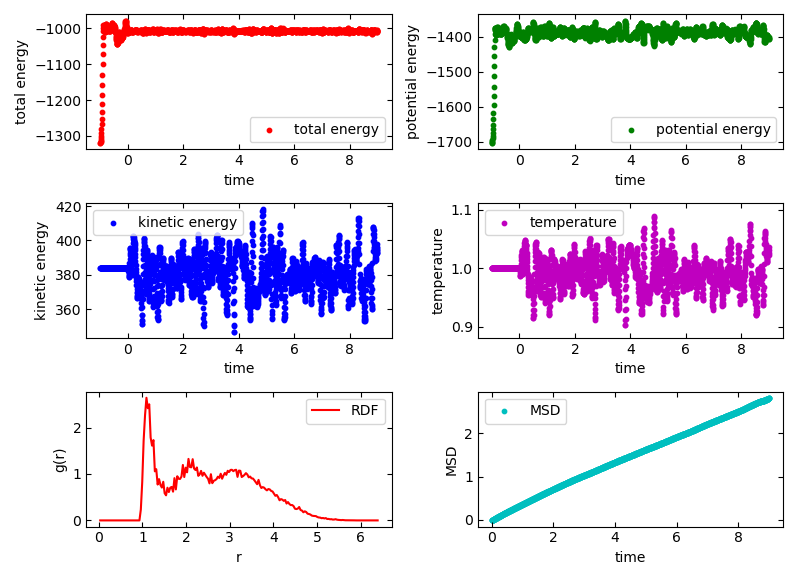 −1000
−1100
−1200
−1300
total energy
total energy
0 2 4 6 8
time
−1400
−1500
−1600
−1700
potential energy
potential energy
0 2 4 6 8
time
420
400
380
360
kinetic energy
kinetic energy
0 2 4 6 8
time
1.1
1.0
0.9
temperature
temperature
0 2 4 6 8
time
2
1
0
g(r)
RDF
0 1 2 3 4 5 6
r
2
1
0
MSD
MSD
0 2 4 6 8
time